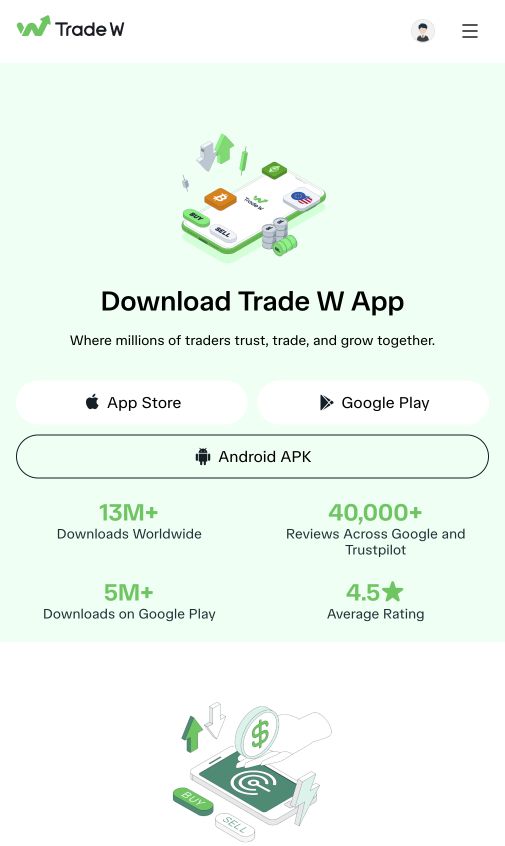 Trade W
Trade W
BUY
SELL
Download Trade W App
Where millions of traders trust, trade, and grow together.
App Store
Google Play
Android APK
13M+
Downloads Worldwide
40,000+
Reviews Across Google and
Trustpilot
5M+
Downloads on Google Play
4.5★
Average Rating
$
BUY
SELL